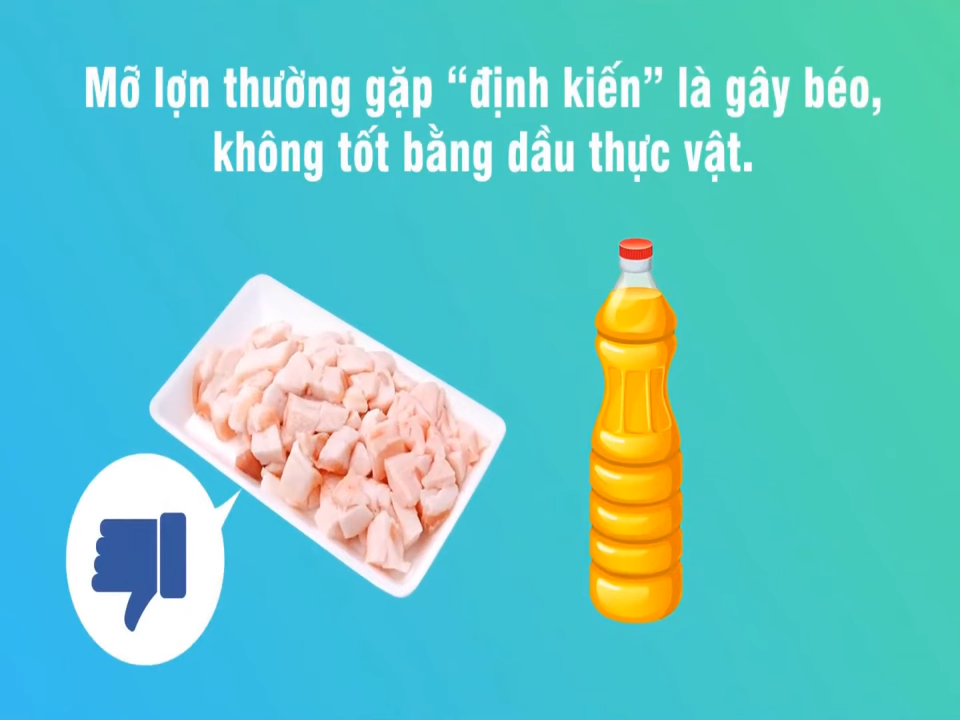 Mỡ lợn thường gặp “định kiến” là gây béo,
không tốt bằng dầu thực vật.